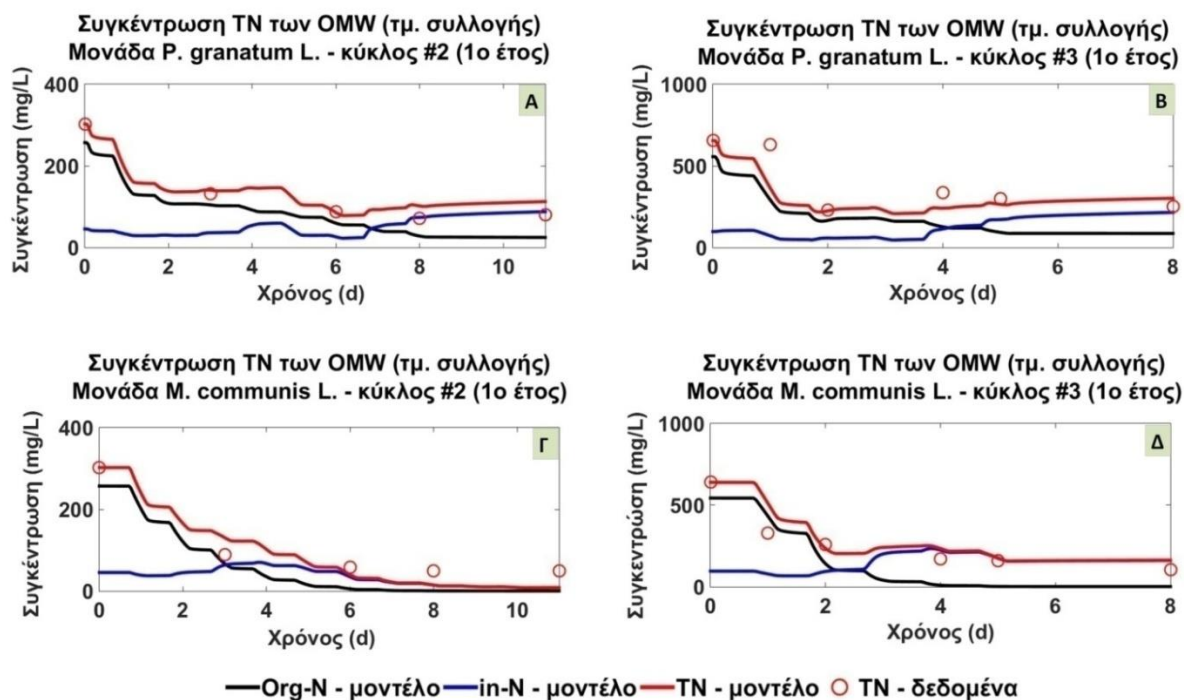 Συγκέντρωση TN των OMW (τμ. συλλογής)
Μονάδα P. granatum L. - κύκλος #2 (1ο έτος)
Συγκέντρωση (mg/L)
400
200
0
A
0 2 4 6 8 10
Χρόνος (d)
Συγκέντρωση TN των OMW (τμ. συλλογής)
Μονάδα P. granatum L. - κύκλος #3 (1ο έτος)
Συγκέντρωση (mg/L)
1000
500
0
B
0 2 4 6 8
Χρόνος (d)
Συγκέντρωση TN των OMW (τμ. συλλογής)
Μονάδα M. communis L. - κύκλος #2 (1ο έτος)
Συγκέντρωση (mg/L)
400
200
0
Γ
0 2 4 6 8 10
Χρόνος (d)
Συγκέντρωση TN των OMW (τμ. συλλογής)
Μονάδα M. communis L. - κύκλος #3 (1ο έτος)
Συγκεντρώση (mg/L)
1000
500
0
Δ
0 2 4 6 8
Χρόνος (d)
Org-N - μοντέλο in-N - μοντέλο TN - μοντέλο TN - δεδομένα